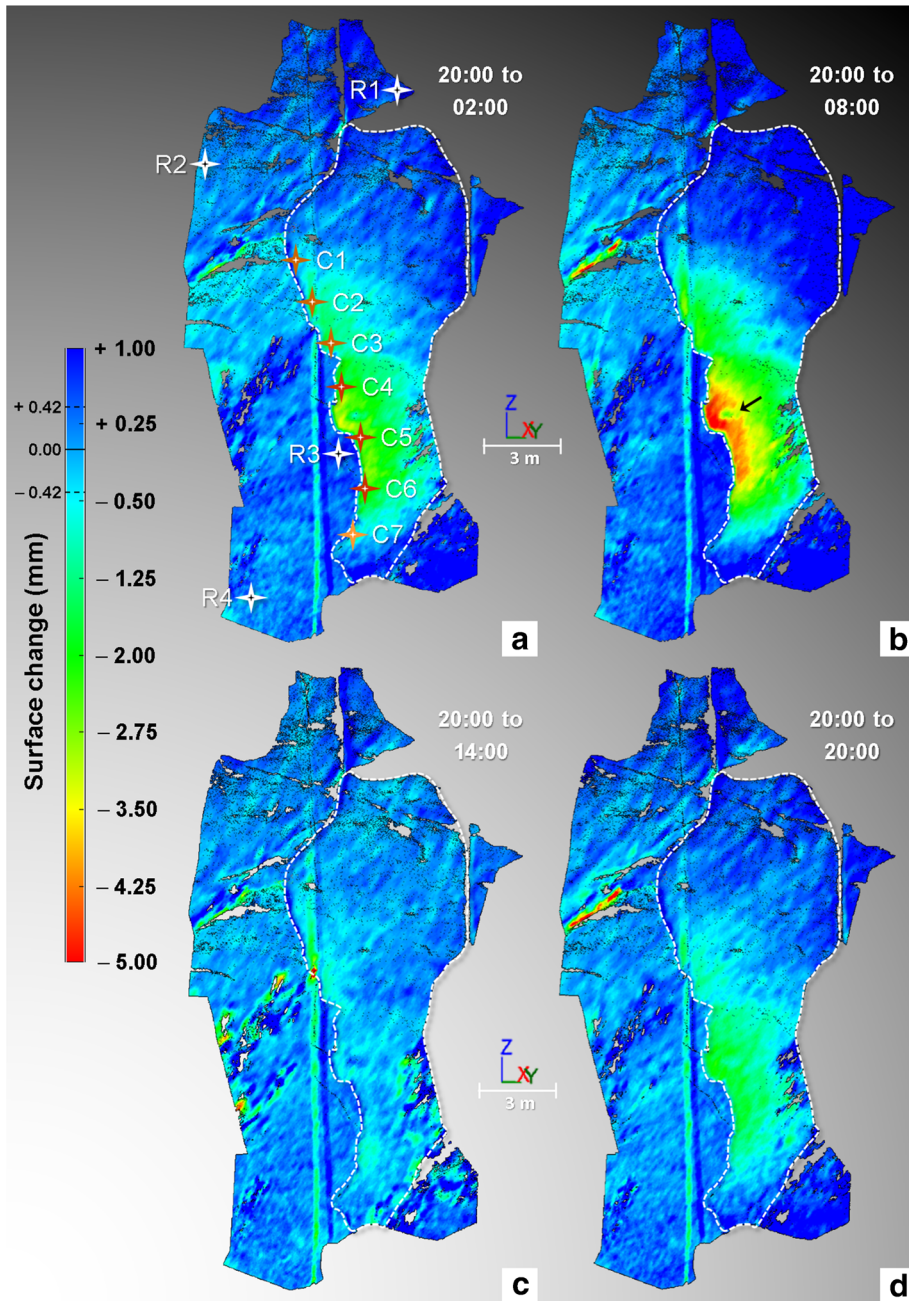 20:00 to
02:00
R1
R2
C1
C2
C3
C4
C5
R3
C6
C7
R4
a
20:00 to
08:00
b
Z
XY
3 m
Surface change (mm)
+ 1.00
+ 0.42
+ 0.25
0.00
− 0.42
− 0.50
− 1.25
− 2.00
− 2.75
− 3.50
− 4.25
− 5.00
20:00 to
14:00
c
Z
XY
3 m
20:00 to
20:00
d